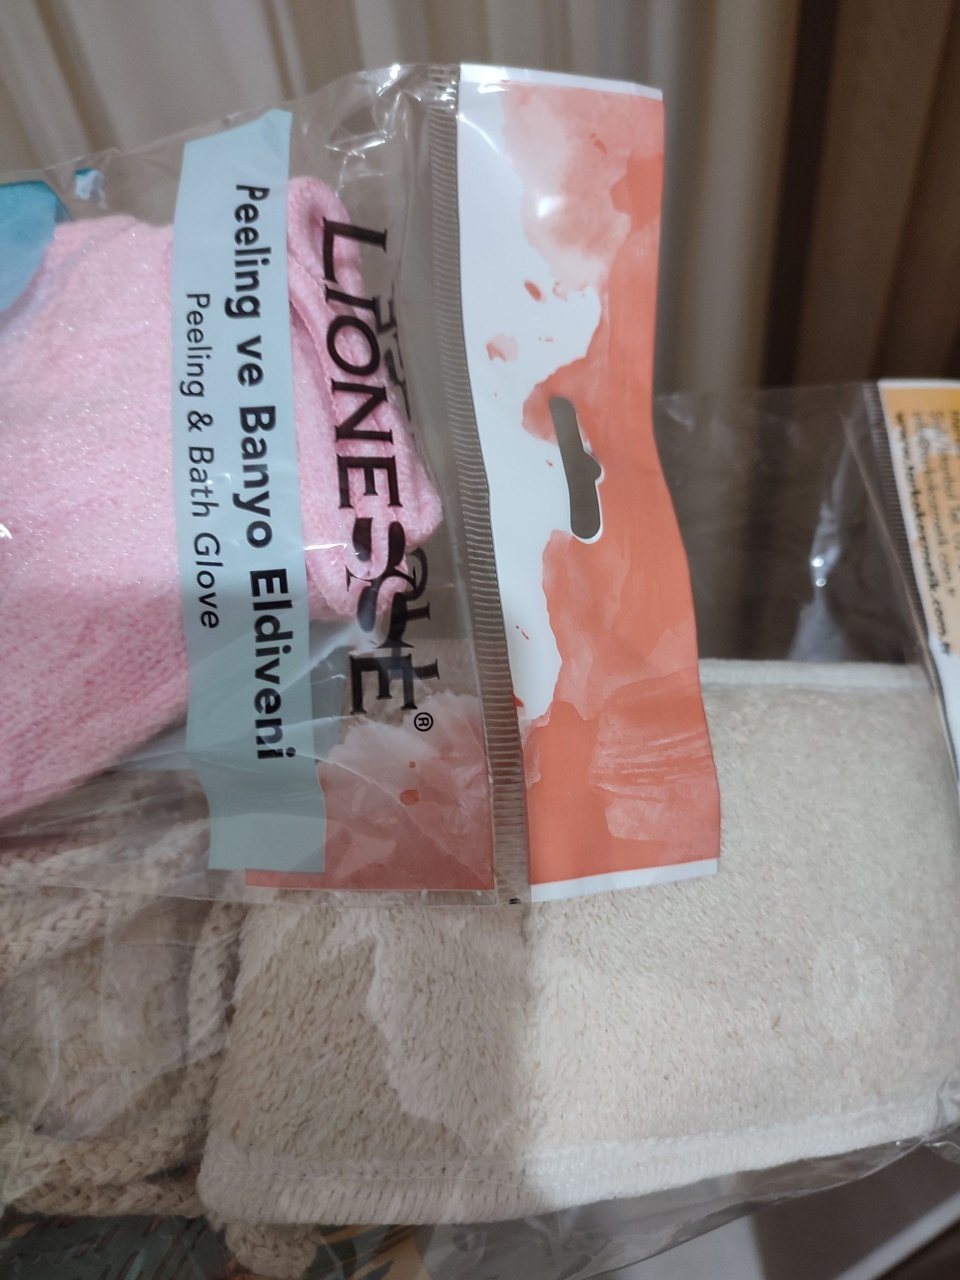 LIONESSE®
Peeling ve Banyo Eldiveni
Peeling & Bath Glove